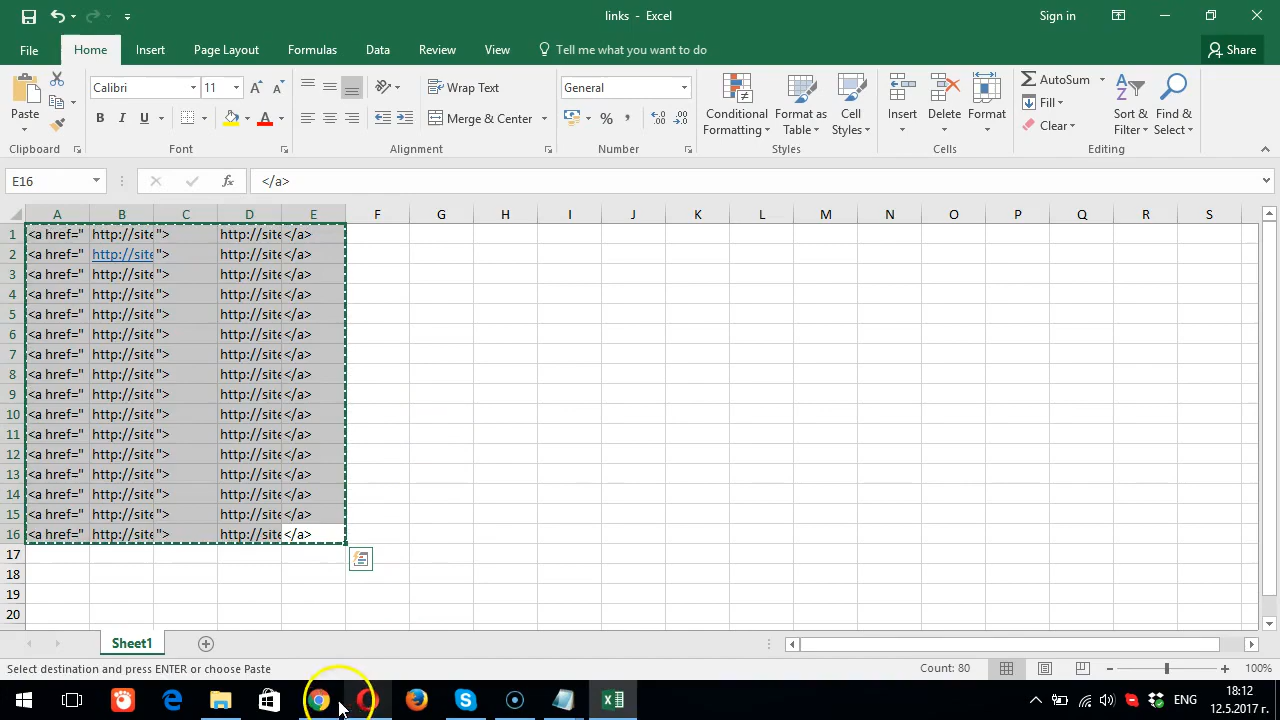 links - Excel
Sign in
File Home Insert Page Layout Formulas Data Review View Tell me what you want to do Share
Paste
Clipboard
Calibri 11
B I U
Font
Wrap Text
Merge & Center
Alignment
General
Number
Conditional Formatting
Format as Table
Cell Styles
Styles
Insert
Delete
Format
Cells
AutoSum
Fill
Clear
Sort & Filter
Find & Select
Editing
E16 fx </a>
A B C D E F G H I J K L M N O P Q R S
1 <a href=" http://site "> http://site </a>
2 <a href=" http://site "> http://site </a>
3 <a href=" http://site "> http://site </a>
4 <a href=" http://site "> http://site </a>
5 <a href=" http://site "> http://site </a>
6 <a href=" http://site "> http://site </a>
7 <a href=" http://site "> http://site </a>
8 <a href=" http://site "> http://site </a>
9 <a href=" http://site "> http://site </a>
10 <a href=" http://site "> http://site </a>
11 <a href=" http://site "> http://site </a>
12 <a href=" http://site "> http://site </a>
13 <a href=" http://site "> http://site </a>
14 <a href=" http://site "> http://site </a>
15 <a href=" http://site "> http://site </a>
16 <a href=" http://site "> http://site </a>
17
18
19
20
Sheet1
Select destination and press ENTER or choose Paste
Count: 80
100%
ENG
18:12
12.5.2017 г.